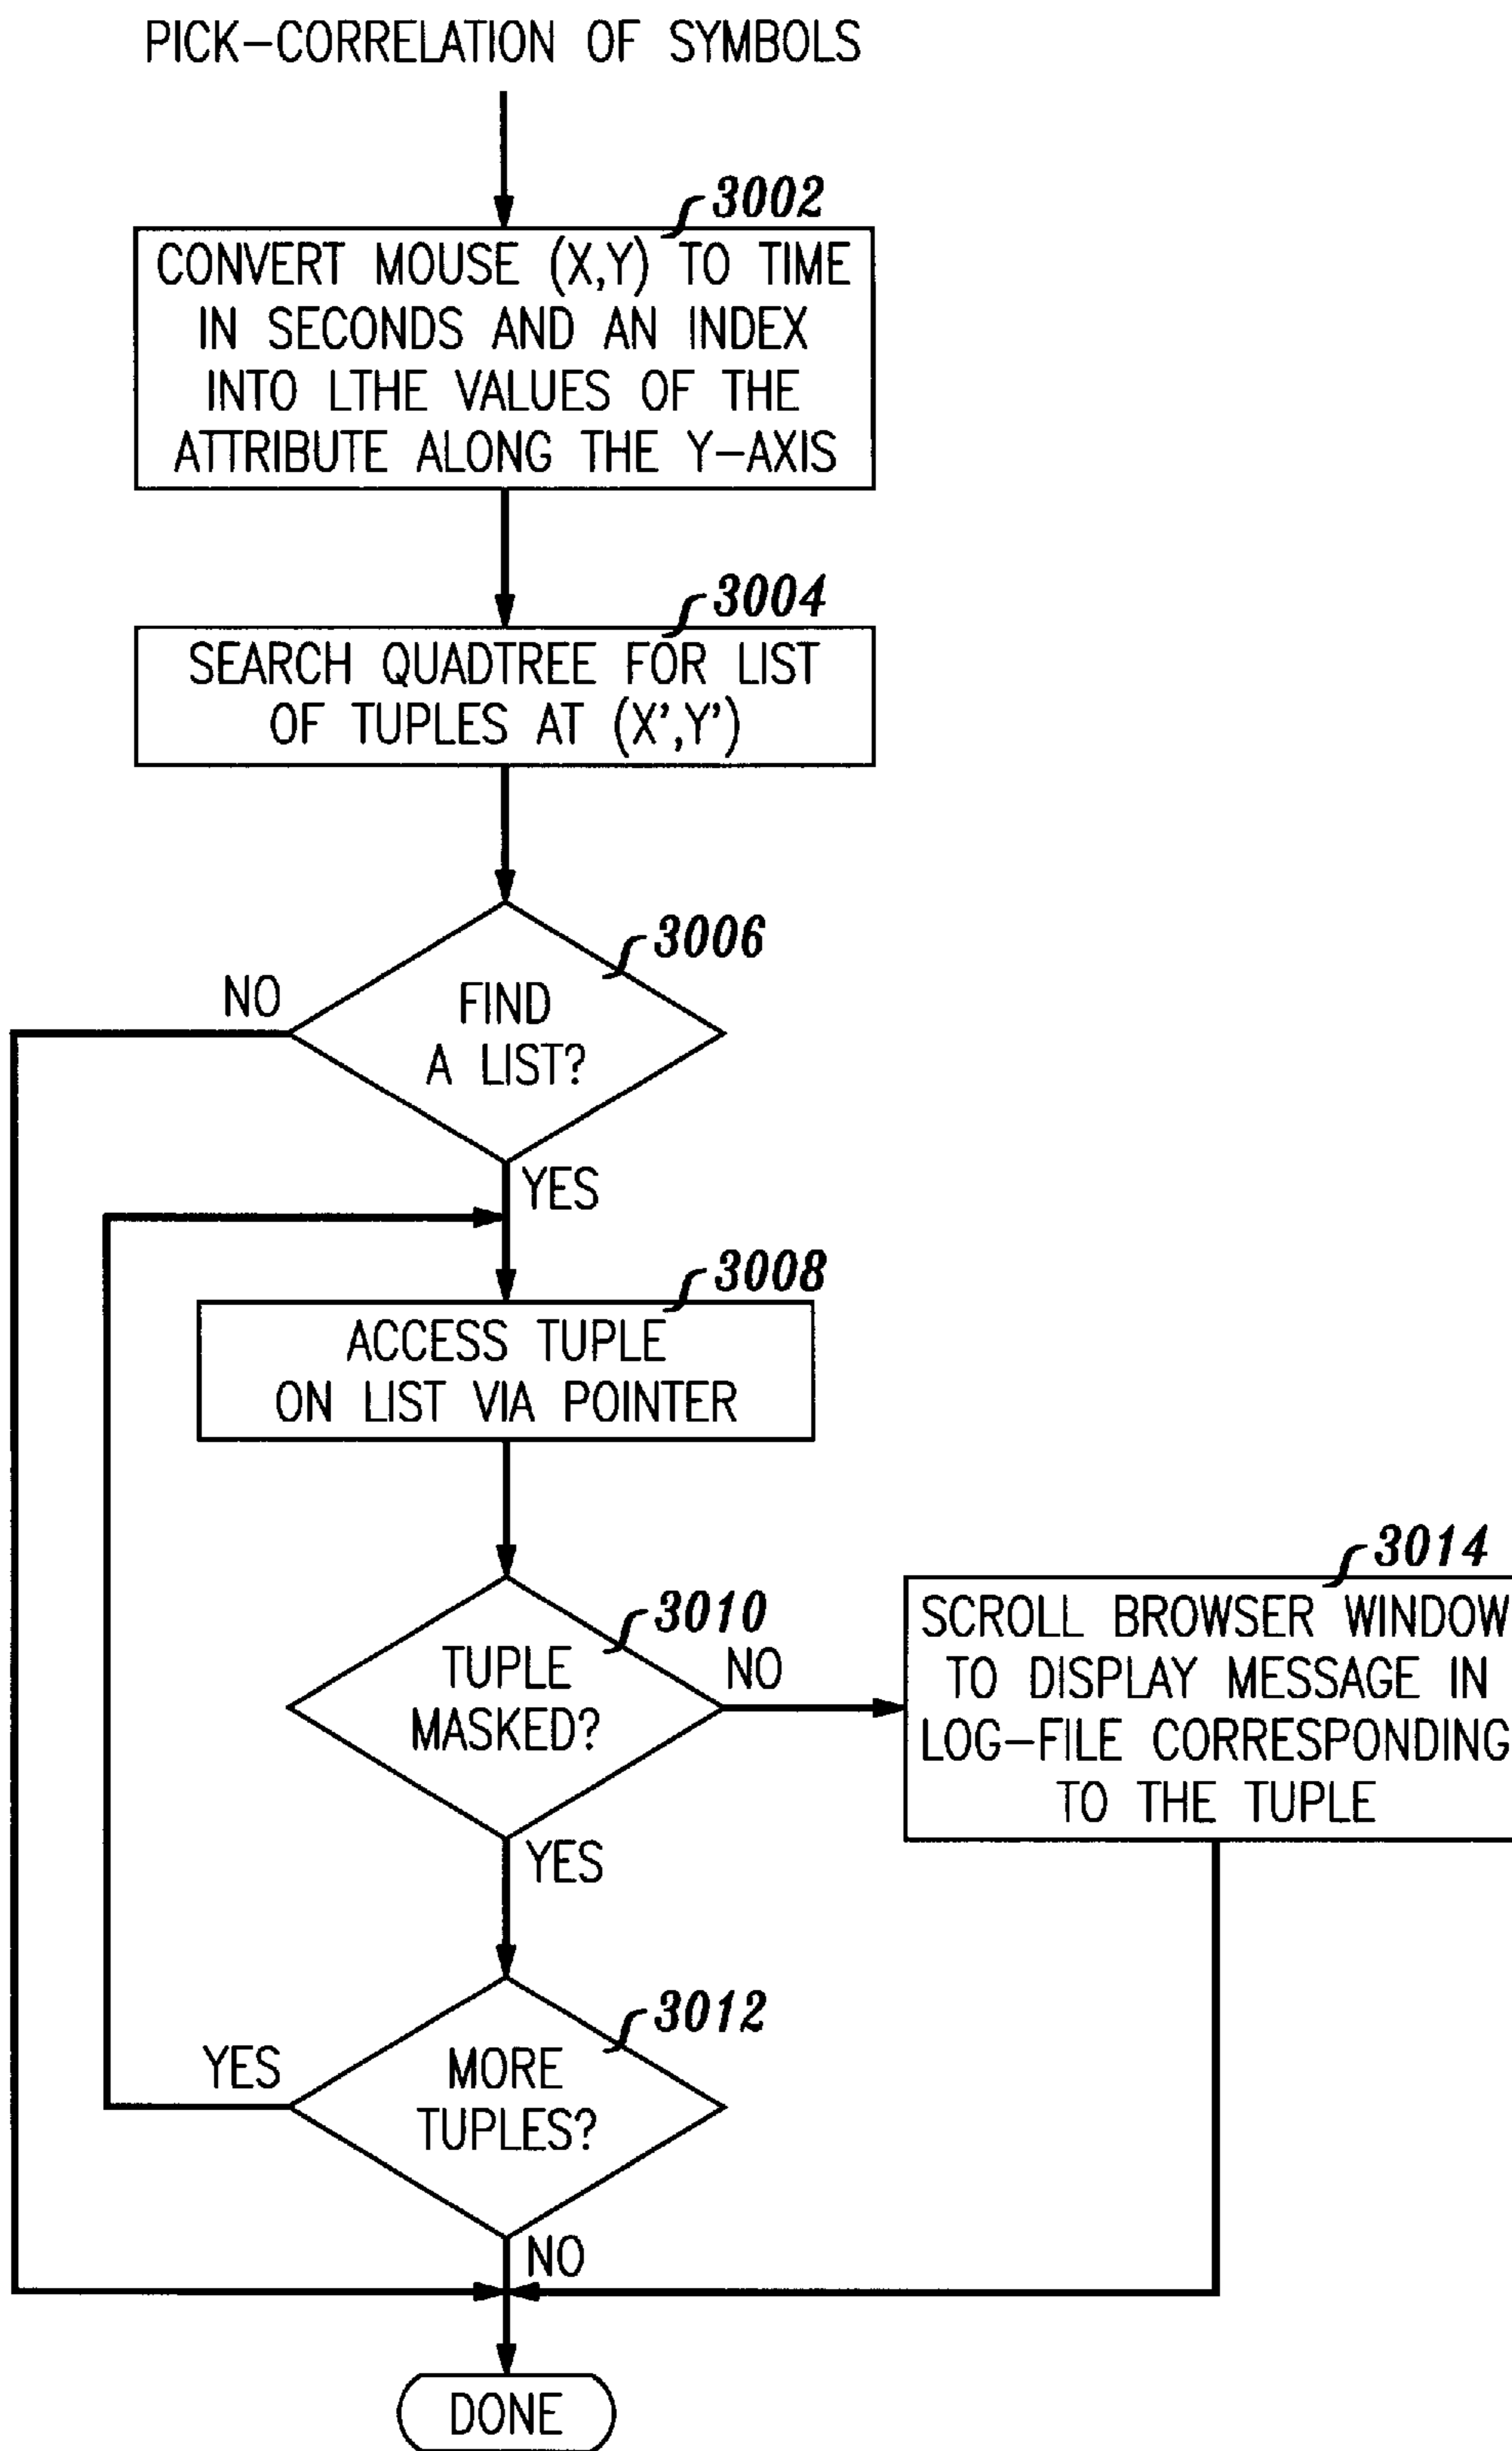 PICK-CORRELATION OF SYMBOLS
3002
CONVERT MOUSE (X,Y) TO TIME
IN SECONDS AND AN INDEX
INTO LTHE VALUES OF THE
ATTRIBUTE ALONG THE Y-AXIS
3004
SEARCH QUADTREE FOR LIST
OF TUPLES AT (X',Y')
3006
NO
FIND
A LIST?
YES
3008
ACCESS TUPLE
ON LIST VIA POINTER
3010
TUPLE
MASKED?
NO
3014
SCROLL BROWSER WINDOW
TO DISPLAY MESSAGE IN
LOG-FILE CORRESPONDING
TO THE TUPLE
YES
3012
YES
MORE
TUPLES?
NO
DONE